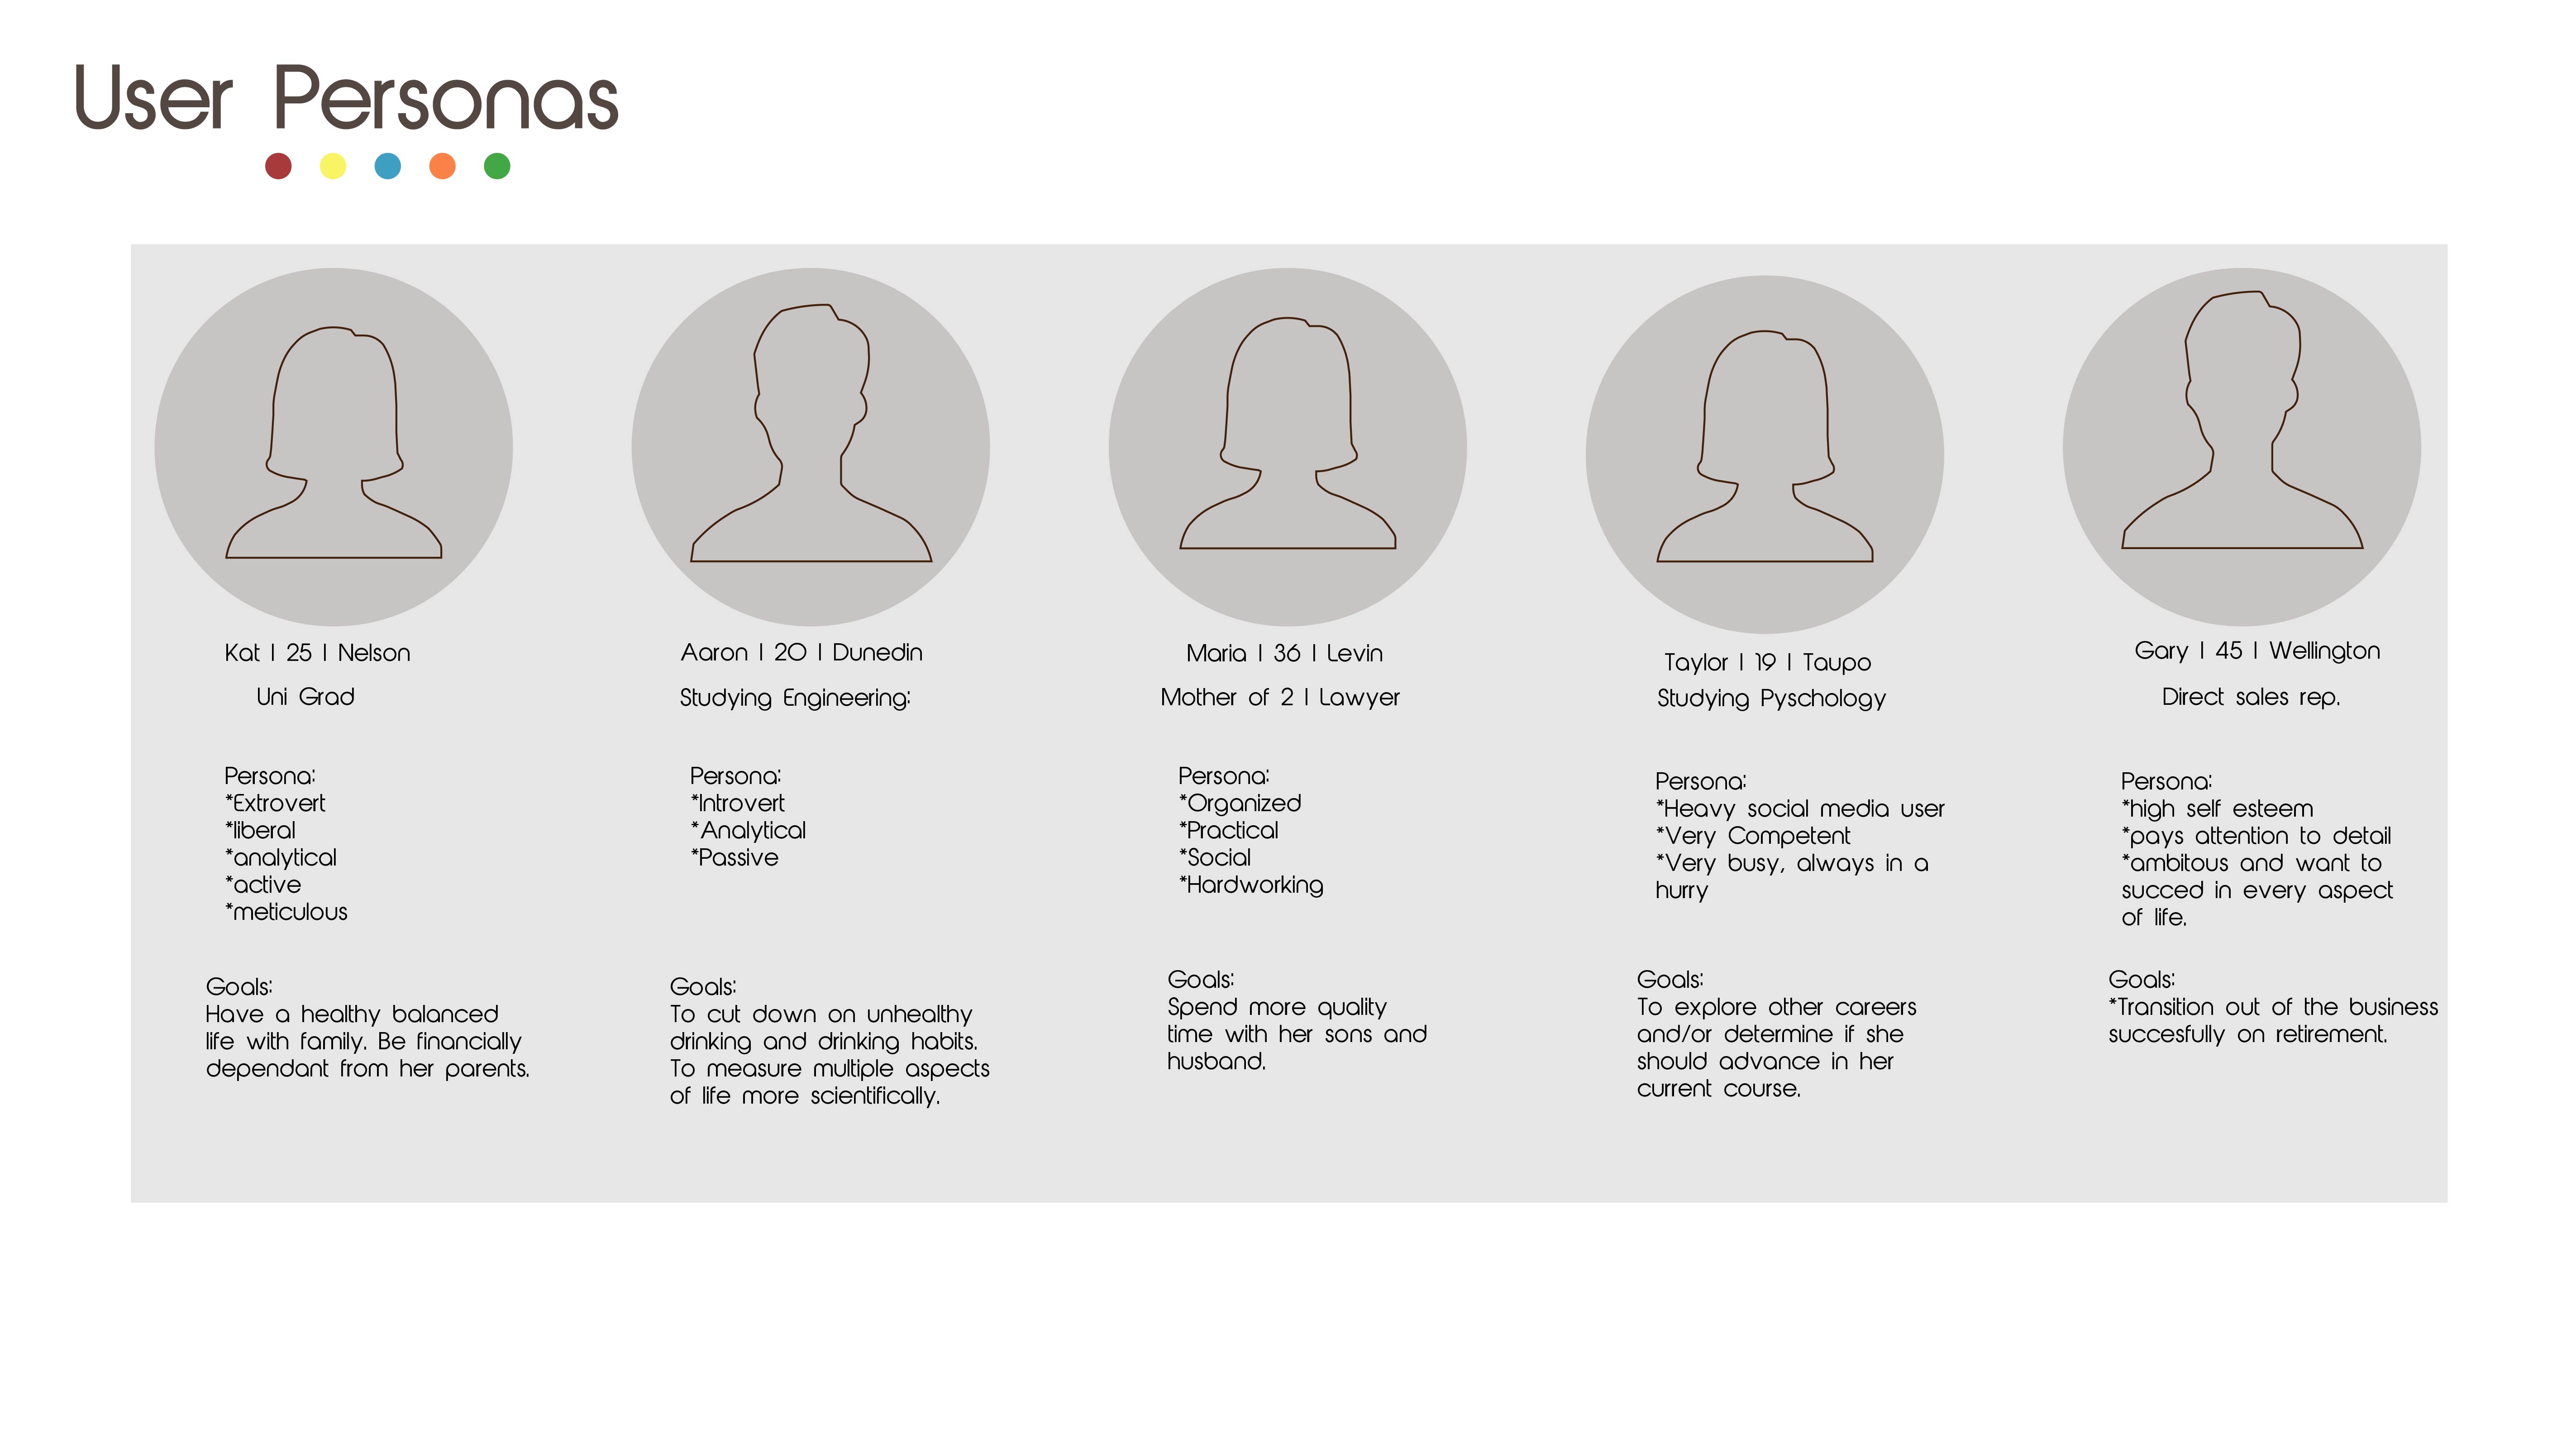 User Personas
Kat | 25 | Nelson
Uni Grad
Persona:
*Extrovert
*liberal
*analytical
*active
*meticulous
Goals:
Have a healthy balanced
life with family. Be financially
dependant from her parents.
Aaron | 20 | Dunedin
Studying Engineering:
Persona:
*Introvert
*Analytical
*Passive
Goals:
To cut down on unhealthy
drinking and drinking habits.
To measure multiple aspects
of life more scientifically.
Maria | 36 | Levin
Mother of 2 | Lawyer
Persona:
*Organized
*Practical
*Social
*Hardworking
Goals:
Spend more quality
time with her sons and
husband.
Taylor | 19 | Taupo
Studying Pyschology
Persona:
*Heavy social media user
*Very Competent
*Very busy, always in a
hurry
Goals:
To explore other careers
and/or determine if she
should advance in her
current course.
Gary | 45 | Wellington
Direct sales rep.
Persona:
*high self esteem
*pays attention to detail
*ambitous and want to
succed in every aspect
of life.
Goals:
*Transition out of the business
succesfully on retirement.